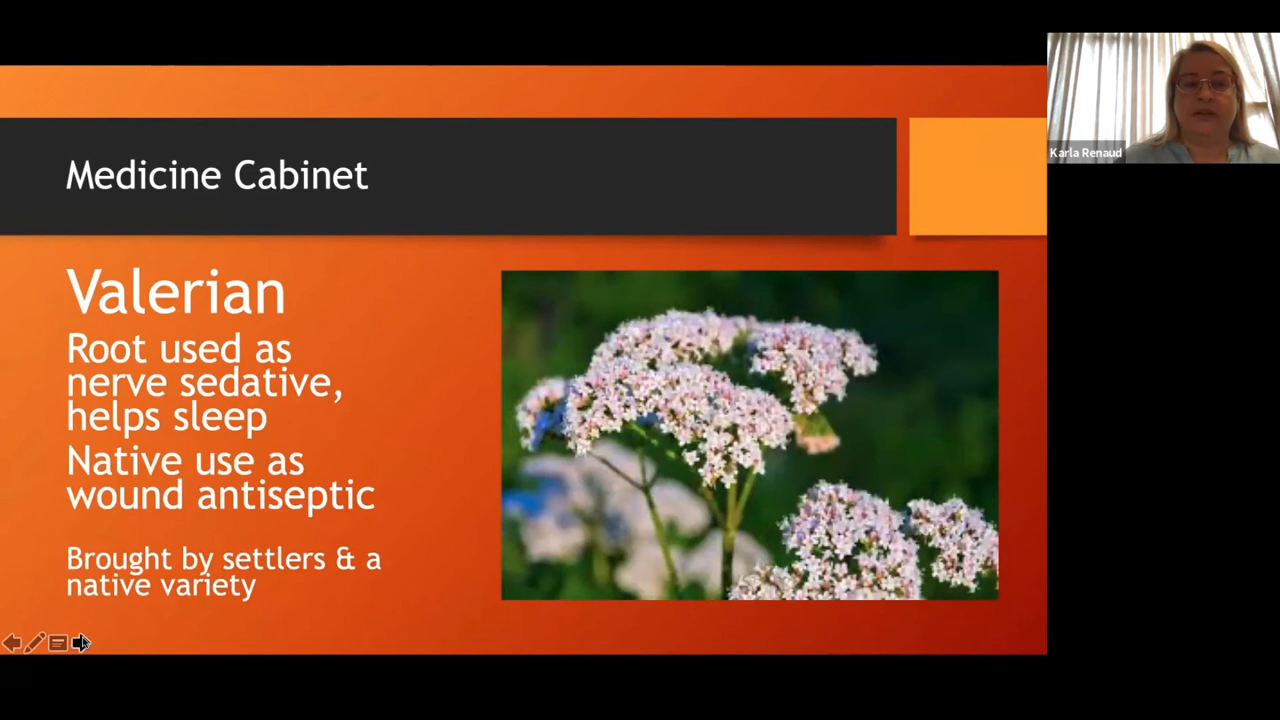 Medicine Cabinet
Karla Renaud
Valerian
Root used as
nerve sedative,
helps sleep
Native use as
wound antiseptic
Brought by settlers & a
native variety